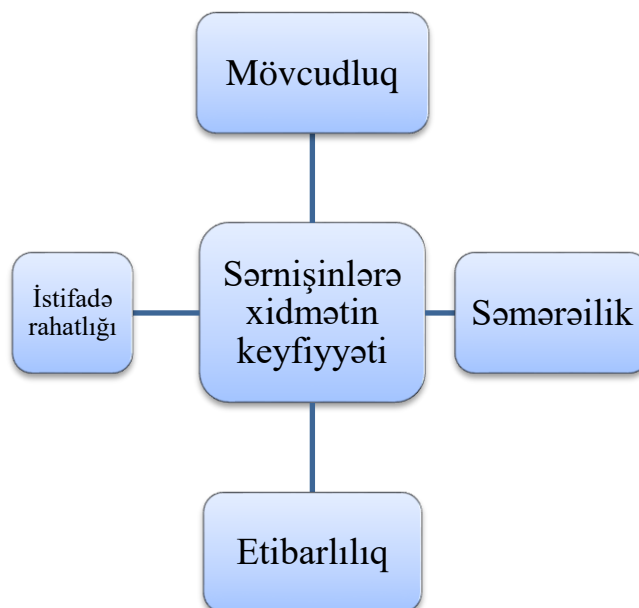 Mövcudluq
İstifadə
rahatlığı
Sərnişinlərə
xidmətin
keyfiyyəti
Səmərəilik
Etibarlılıq